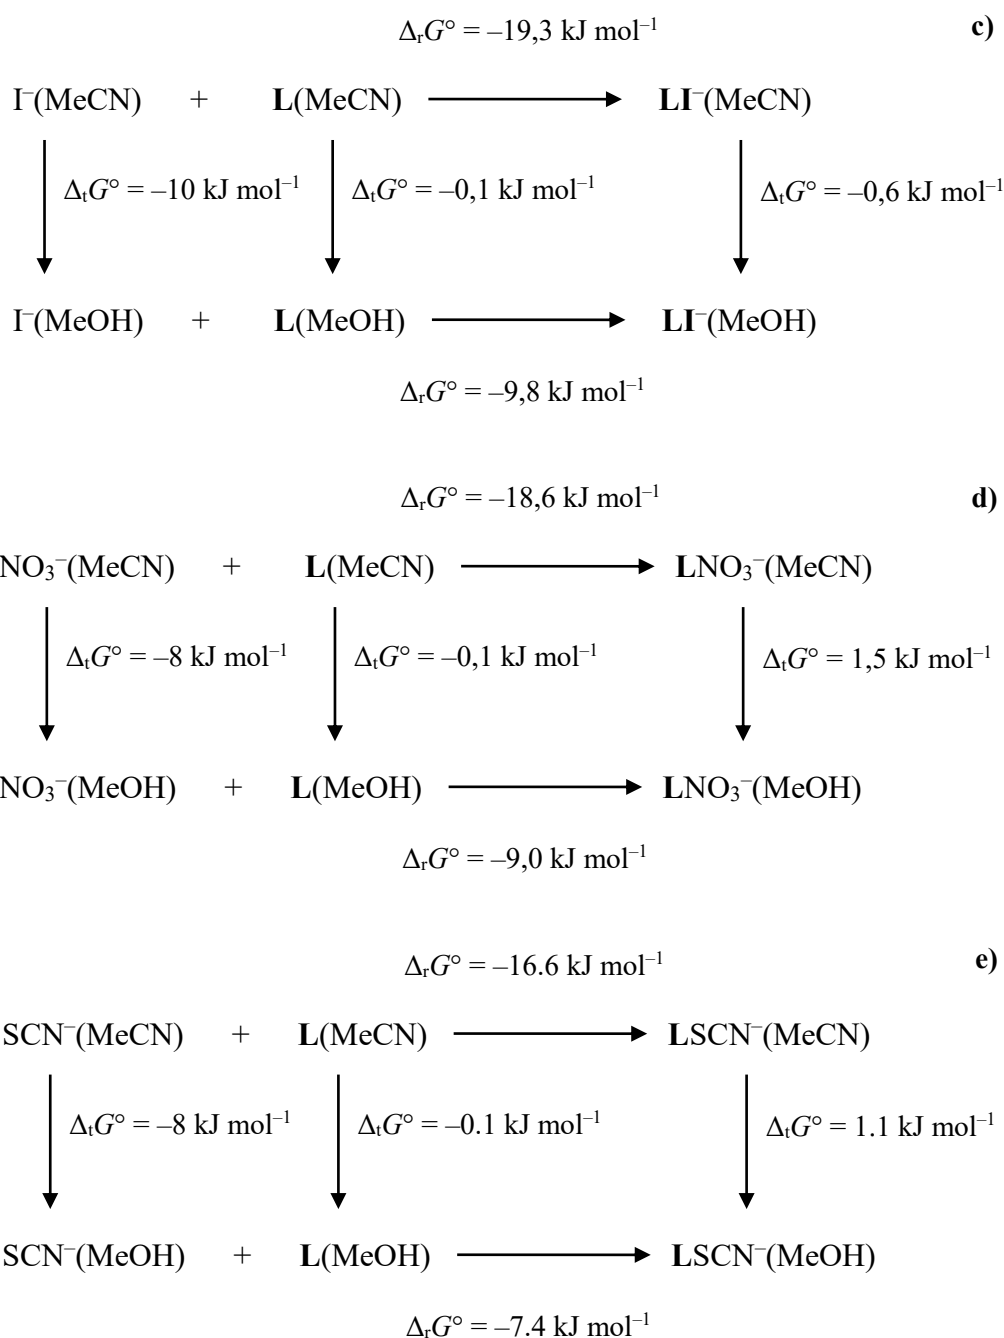 ΔrG° = –19,3 kJ mol⁻¹ c)
I⁻(MeCN) + L(MeCN) LI⁻(MeCN)
ΔtG° = –10 kJ mol⁻¹ ΔtG° = –0,1 kJ mol⁻¹ ΔtG° = –0,6 kJ mol⁻¹
I⁻(MeOH) + L(MeOH) LI⁻(MeOH)
ΔrG° = –9,8 kJ mol⁻¹
ΔrG° = –18,6 kJ mol⁻¹ d)
NO₃⁻(MeCN) + L(MeCN) LNO₃⁻(MeCN)
ΔtG° = –8 kJ mol⁻¹ ΔtG° = –0,1 kJ mol⁻¹ ΔtG° = 1,5 kJ mol⁻¹
NO₃⁻(MeOH) + L(MeOH) LNO₃⁻(MeOH)
ΔrG° = –9,0 kJ mol⁻¹
ΔrG° = –16.6 kJ mol⁻¹ e)
SCN⁻(MeCN) + L(MeCN) LSCN⁻(MeCN)
ΔtG° = –8 kJ mol⁻¹ ΔtG° = –0.1 kJ mol⁻¹ ΔtG° = 1.1 kJ mol⁻¹
SCN⁻(MeOH) + L(MeOH) LSCN⁻(MeOH)
ΔrG° = –7.4 kJ mol⁻¹